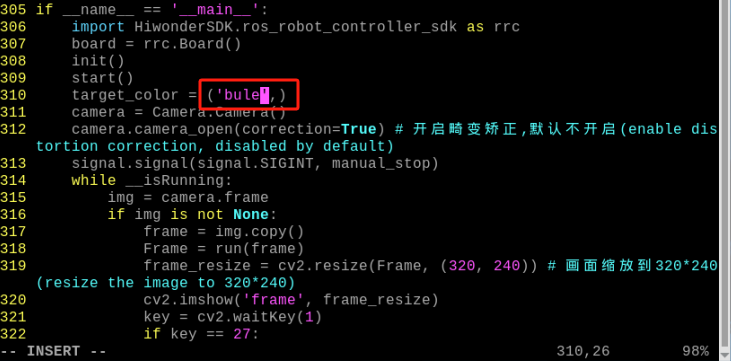 305 if __name__ == '__main__':
306     import HiwonderSDK.ros_robot_controller_sdk as rrc
307     board = rrc.Board()
308     init()
309     start()
310     target_color = ('bule',)
311     camera = Camera.Camera()
312     camera.camera_open(correction=True) # 开启畸变矫正,默认不开启(enable dis
tortion correction, disabled by default)
313     signal.signal(signal.SIGINT, manual_stop)
314     while __isRunning:
315         img = camera.frame
316         if img is not None:
317             frame = img.copy()
318             Frame = run(frame)
319             frame_resize = cv2.resize(Frame, (320, 240)) # 画面缩放到320*240
(resize the image to 320*240)
320             cv2.imshow('frame', frame_resize)
321             key = cv2.waitKey(1)
322             if key == 27:
-- INSERT -- 310,26 98%